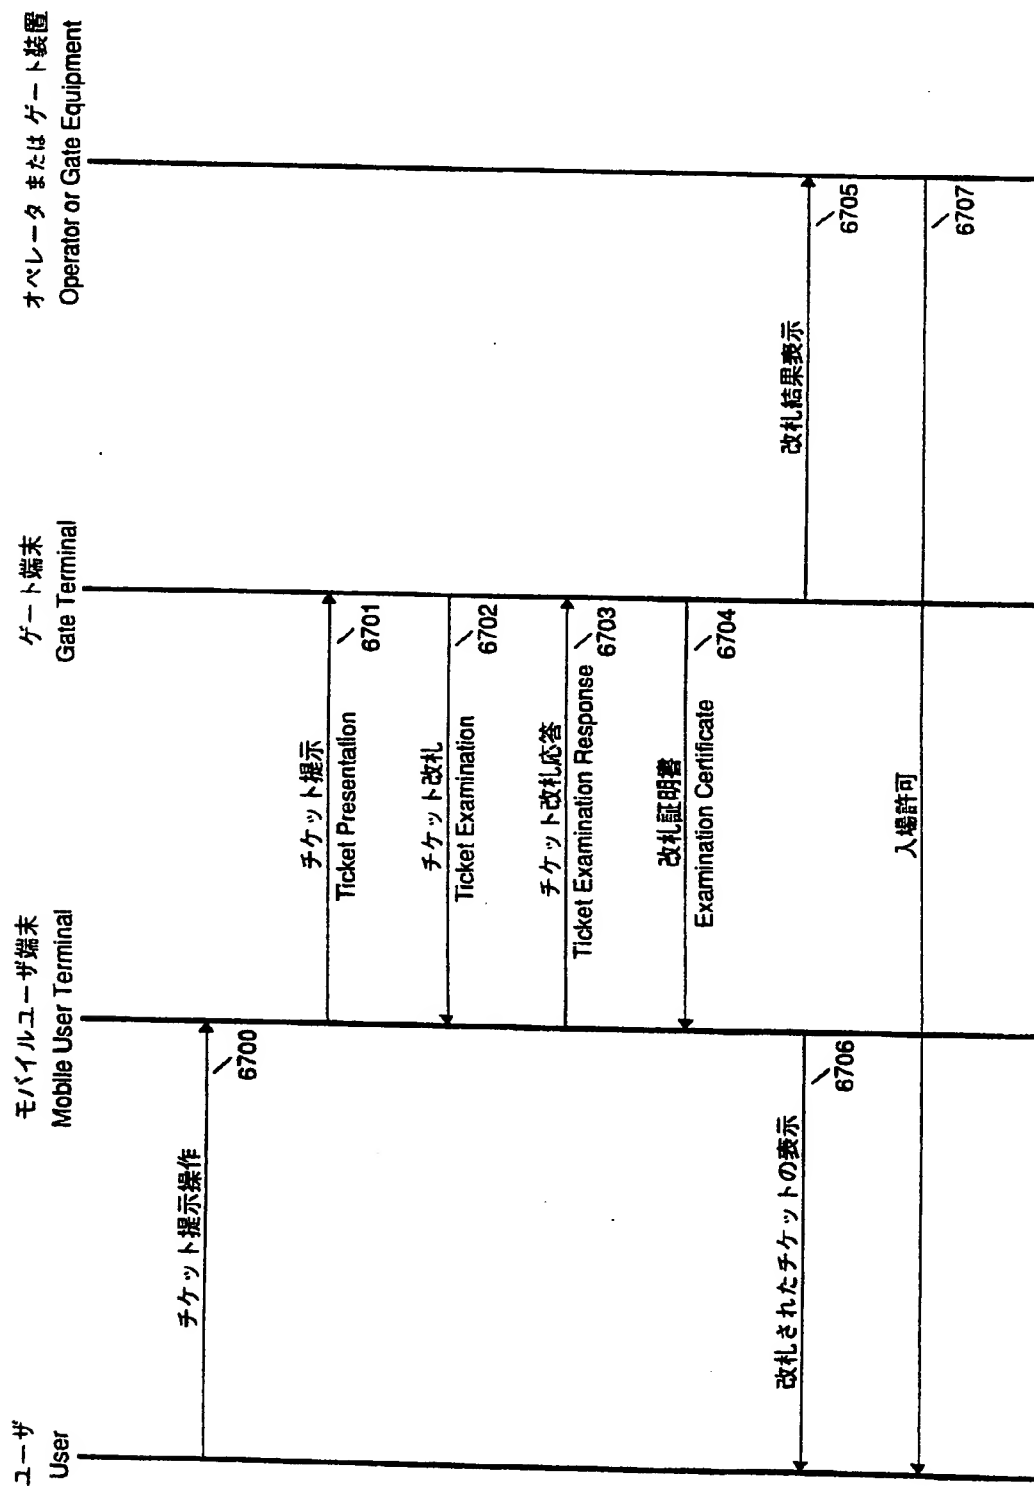 ユーザ
User
モバイルユーザ端末
Mobile User Terminal
ゲート端末
Gate Terminal
オペレータ または ゲート装置
Operator or Gate Equipment
チケット提示操作
6700
チケット提示
Ticket Presentation
6701
チケット改札
Ticket Examination
6702
チケット改札応答
Ticket Examination Response
6703
改札証明書
Examination Certificate
6704
改札結果表示
6705
改札されたチケットの表示
6706
入場許可
6707